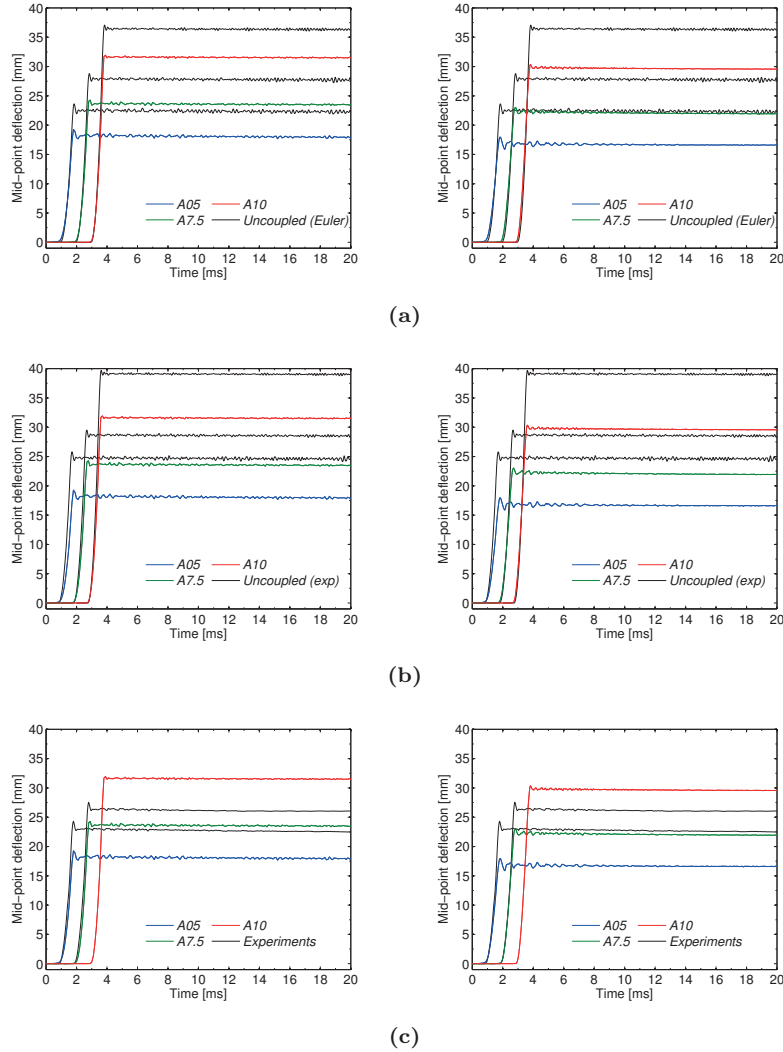 40
35
30
25
20
15
10
5
0
Mid−point deflection [mm]
A05 A10
A7.5 Uncoupled (Euler)
0 2 4 6 8 10 12 14 16 18 20
Time [ms]
40
35
30
25
20
15
10
5
0
Mid−point deflection [mm]
A05 A10
A7.5 Uncoupled (Euler)
0 2 4 6 8 10 12 14 16 18 20
Time [ms]
(a)
40
35
30
25
20
15
10
5
0
Mid−point deflection [mm]
A05 A10
A7.5 Uncoupled (exp)
0 2 4 6 8 10 12 14 16 18 20
Time [ms]
40
35
30
25
20
15
10
5
0
Mid−point deflection [mm]
A05 A10
A7.5 Uncoupled (exp)
0 2 4 6 8 10 12 14 16 18 20
Time [ms]
(b)
40
35
30
25
20
15
10
5
0
Mid−point deflection [mm]
A05 A10
A7.5 Experiments
0 2 4 6 8 10 12 14 16 18 20
Time [ms]
40
35
30
25
20
15
10
5
0
Mid−point deflection [mm]
A05 A10
A7.5 Experiments
0 2 4 6 8 10 12 14 16 18 20
Time [ms]
(c)